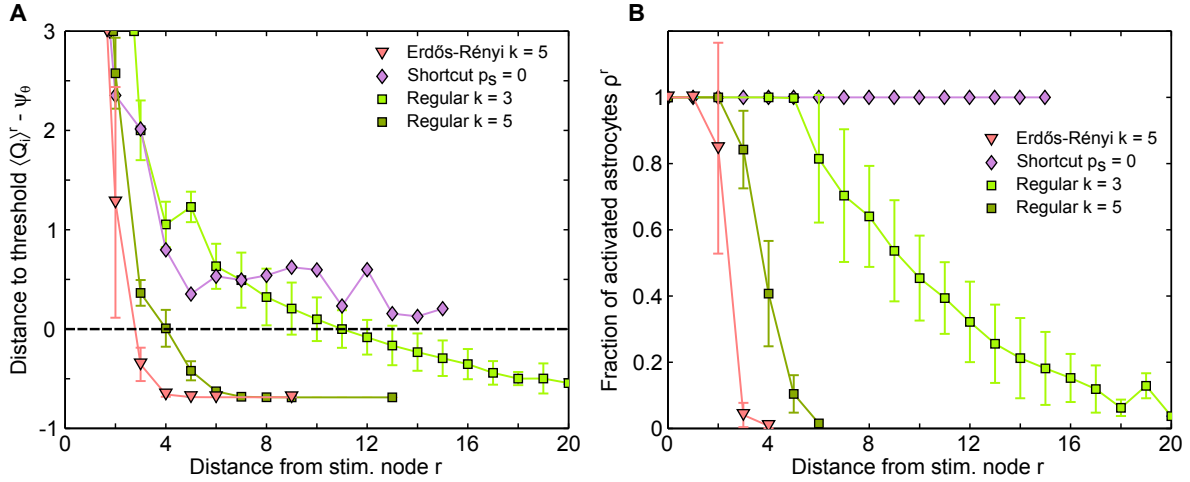 A
Distance to threshold ⟨Qᵢ⟩ʳ - ψθ
3
2
1
0
-1
0
4
8
12
16
20
Distance from stim. node r
Erdős-Rényi k = 5
Shortcut pₛ = 0
Regular k = 3
Regular k = 5
B
Fraction of activated astrocytes ρʳ
1
0.8
0.6
0.4
0.2
0
0
4
8
12
16
20
Distance from stim. node r
Erdős-Rényi k = 5
Shortcut pₛ = 0
Regular k = 3
Regular k = 5